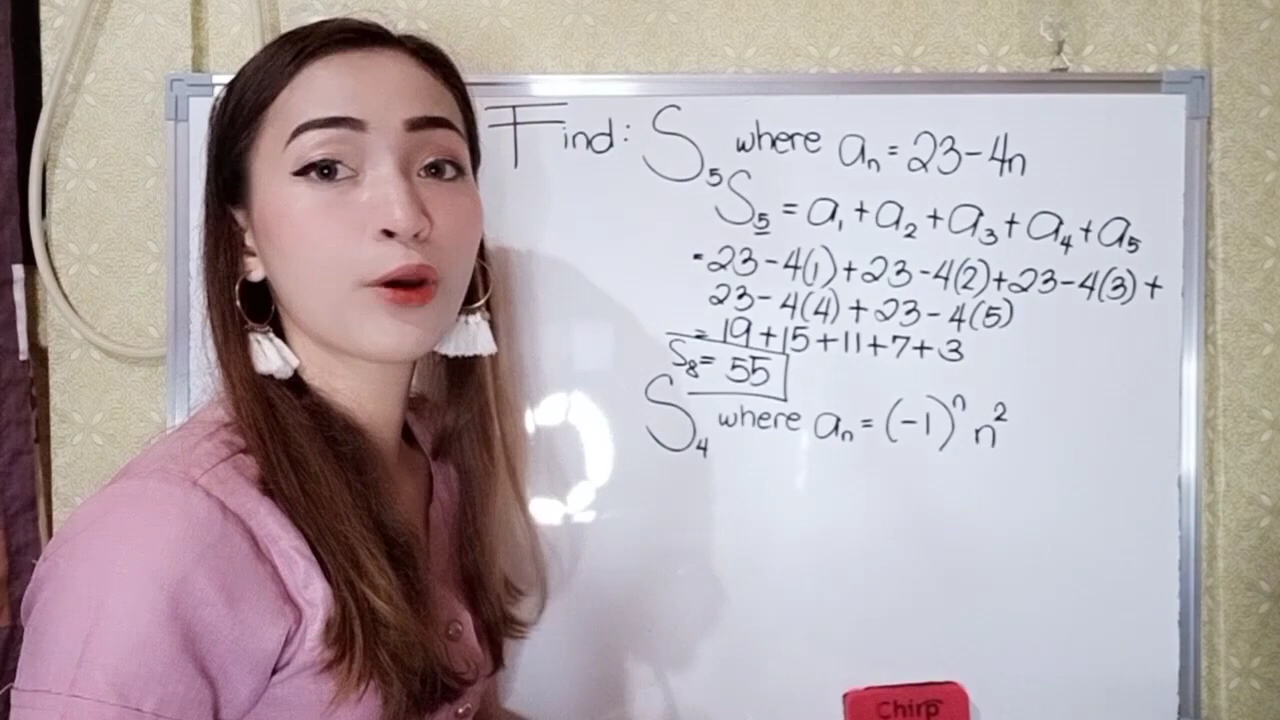 Find: S₅ where aₙ = 23 - 4n
S₅ = a₁ + a₂ + a₃ + a₄ + a₅
= 23 - 4(1) + 23 - 4(2) + 23 - 4(3) +
23 - 4(4) + 23 - 4(5)
= 19 + 15 + 11 + 7 + 3
S₈ = 55
S₄ where aₙ = (-1)ⁿ n²
Chirp